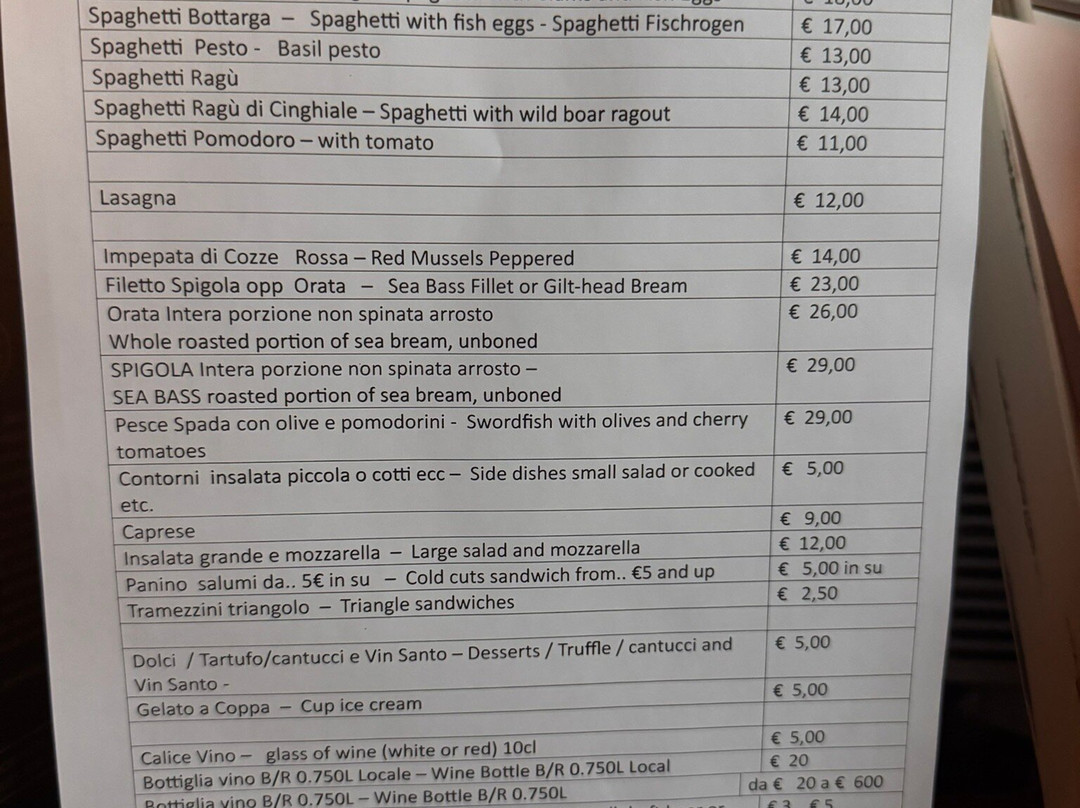 Spaghetti Bottarga – Spaghetti with fish eggs - Spaghetti Fischrogen € 17,00
Spaghetti Pesto - Basil pesto € 13,00
Spaghetti Ragù € 13,00
Spaghetti Ragù di Cinghiale – Spaghetti with wild boar ragout € 14,00
Spaghetti Pomodoro – with tomato € 11,00
Lasagna € 12,00
Impepata di Cozze Rossa – Red Mussels Peppered € 14,00
Filetto Spigola opp Orata – Sea Bass Fillet or Gilt-head Bream € 23,00
Orata Intera porzione non spinata arrosto € 26,00
Whole roasted portion of sea bream, unboned
SPIGOLA Intera porzione non spinata arrosto – € 29,00
SEA BASS roasted portion of sea bream, unboned
Pesce Spada con olive e pomodorini - Swordfish with olives and cherry € 29,00
tomatoes
Contorni insalata piccola o cotti ecc – Side dishes small salad or cooked € 5,00
etc.
Caprese € 9,00
Insalata grande e mozzarella – Large salad and mozzarella € 12,00
Panino salumi da.. 5€ in su – Cold cuts sandwich from.. €5 and up € 5,00 in su
Tramezzini triangolo – Triangle sandwiches € 2,50
Dolci / Tartufo/cantucci e Vin Santo – Desserts / Truffle / cantucci and € 5,00
Vin Santo -
Gelato a Coppa – Cup ice cream € 5,00
Calice Vino – glass of wine (white or red) 10cl € 5,00
Bottiglia vino B/R 0.750L Locale – Wine Bottle B/R 0.750L Local € 20
Bottiglia vino B/R 0.750L – Wine Bottle B/R 0.750L da € 20 a € 600
€ 3 € 5